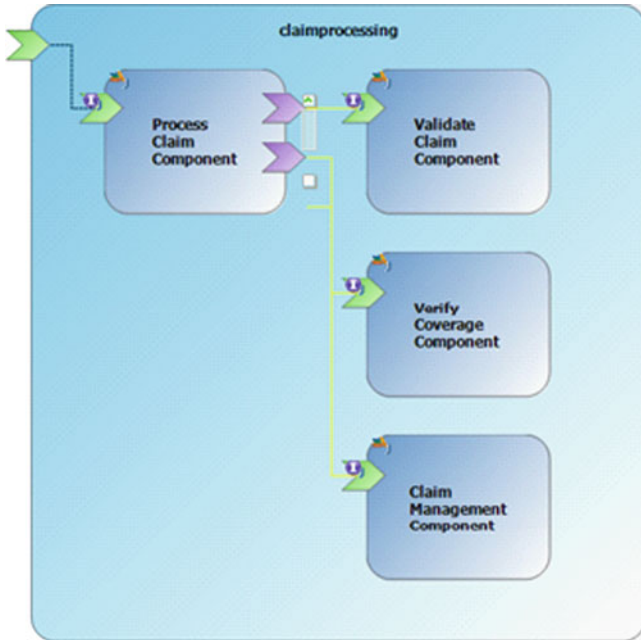 claimprocessing
Process
Claim
Component
Validate
Claim
Component
Verify
Coverage
Component
Claim
Management
Component